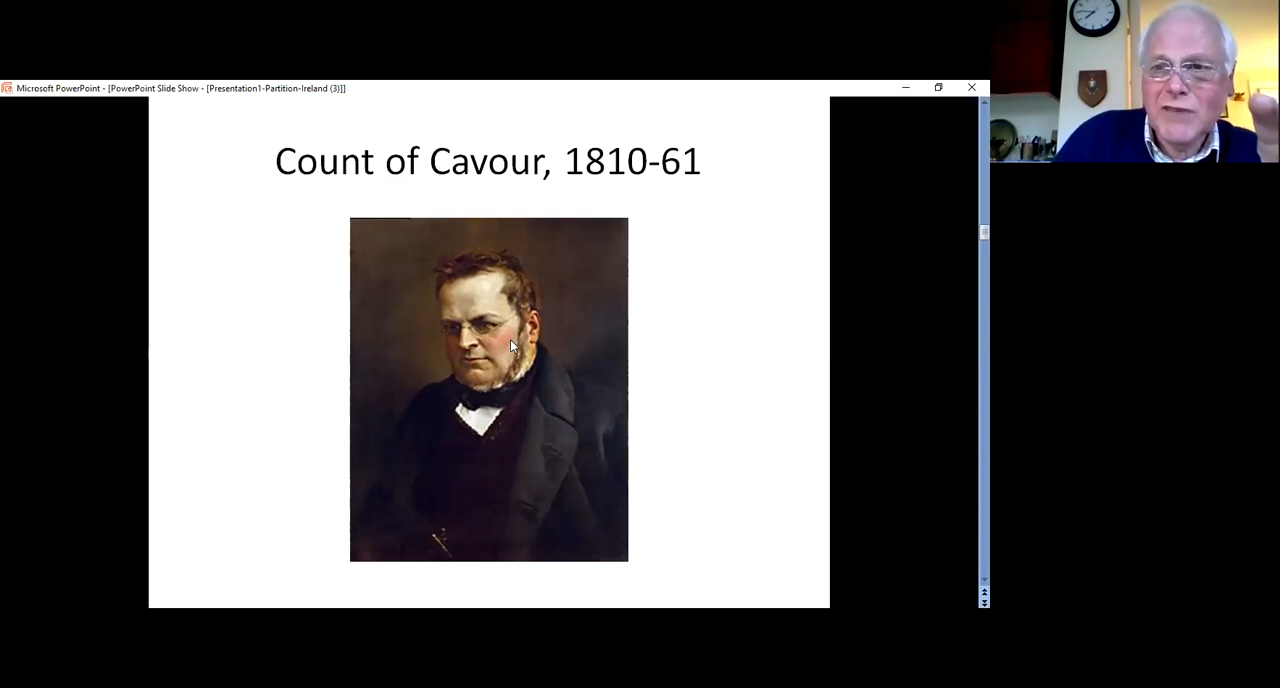 Microsoft PowerPoint - [PowerPoint Slide Show - [Presentation1-Partition-Ireland (3)]]
Count of Cavour, 1810-61